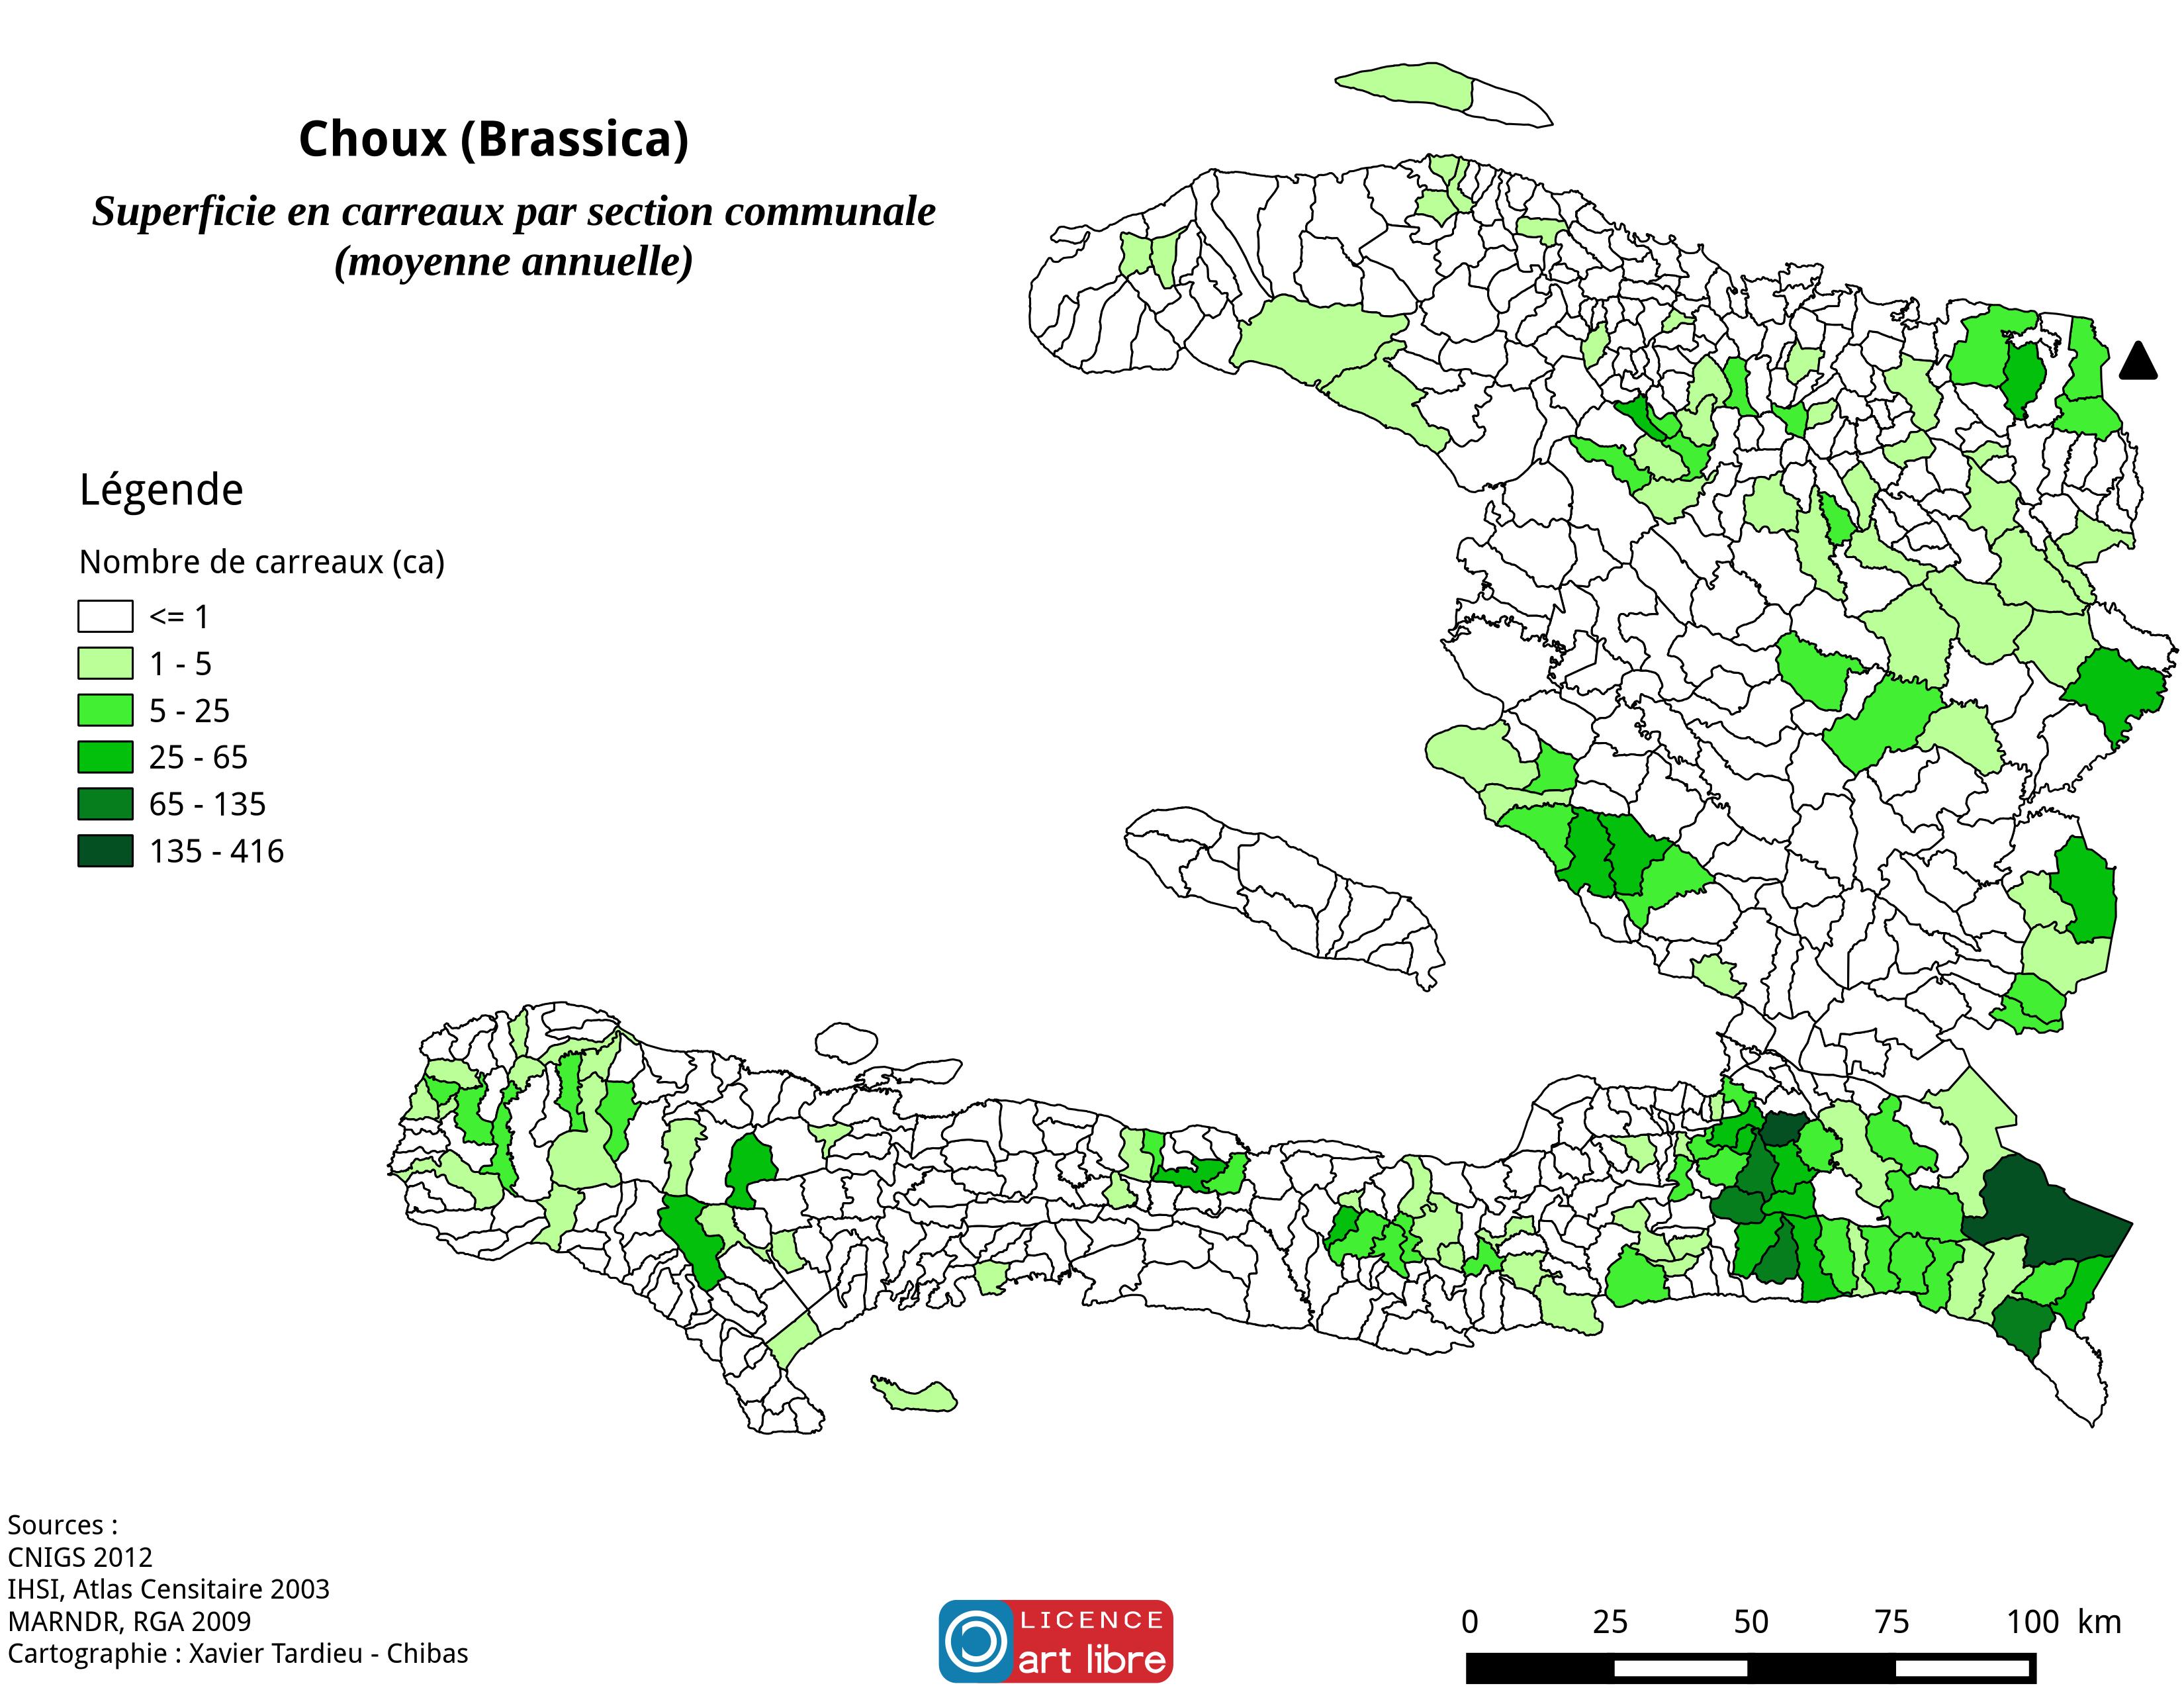 Choux (Brassica)
Superficie en carreaux par section communale
(moyenne annuelle)
Légende
Nombre de carreaux (ca)
<= 1
1 - 5
5 - 25
25 - 65
65 - 135
135 - 416
Sources :
CNIGS 2012
IHSI, Atlas Censitaire 2003
MARNDR, RGA 2009
Cartographie : Xavier Tardieu - Chibas
LICENCE
art libre
0 25 50 75 100 km